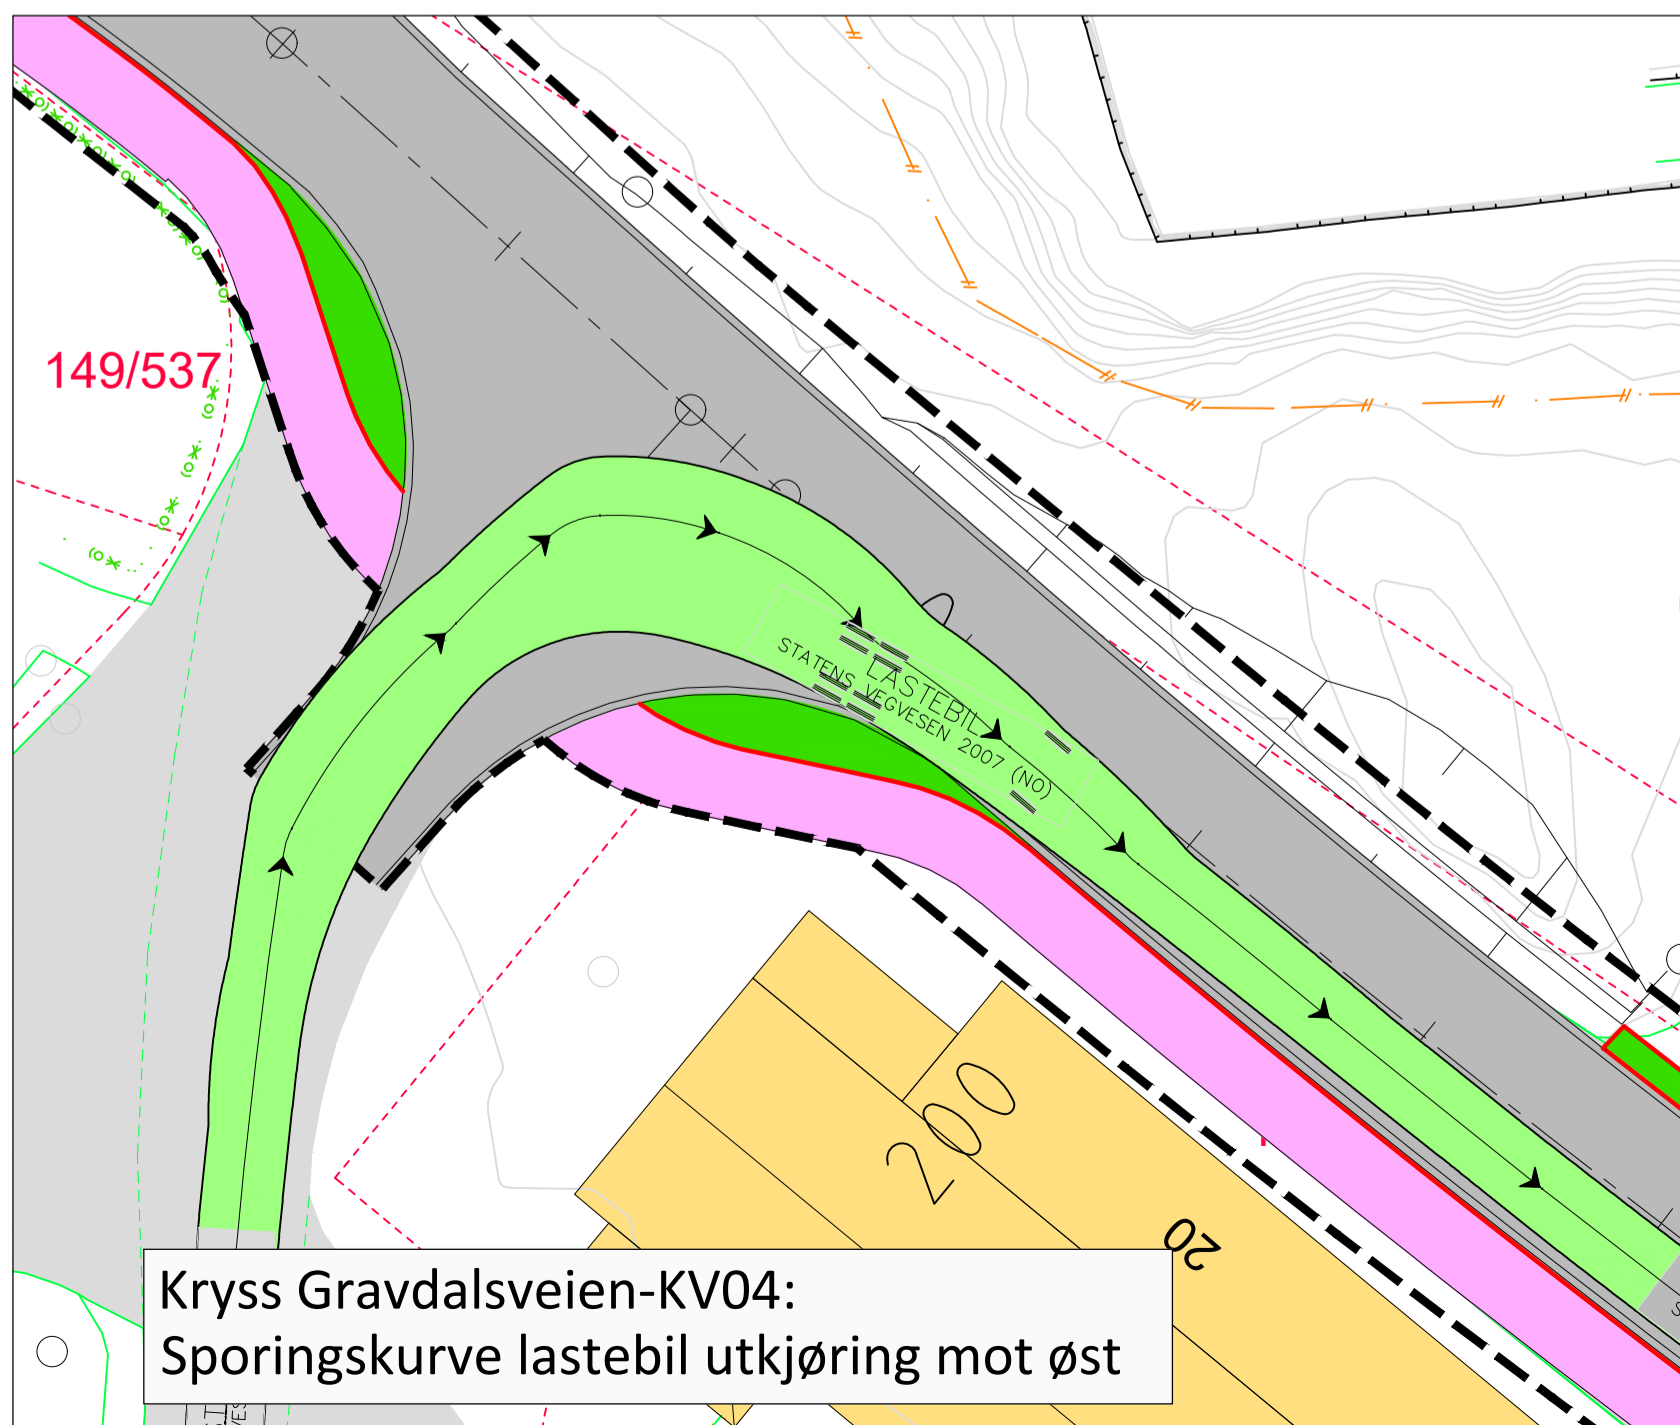 149/537
LASTEBIL
STATENS VEGVESEN 2007 (NO)
200
20
Kryss Gravdalsveien-KV04:
Sporingskurve lastebil utkjøring mot øst